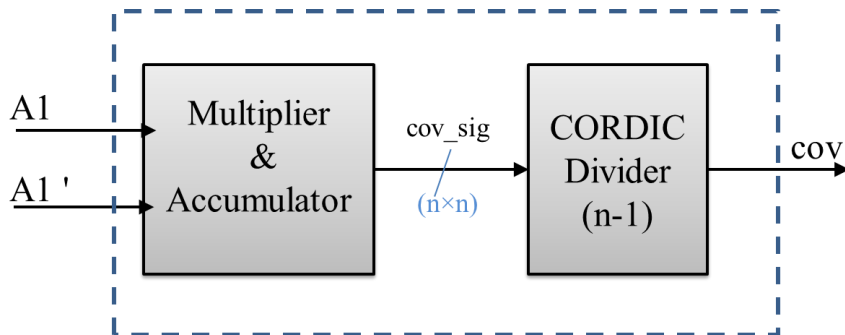 A1
A1 '
Multiplier
&
Accumulator
cov_sig
(n×n)
CORDIC
Divider
(n-1)
cov